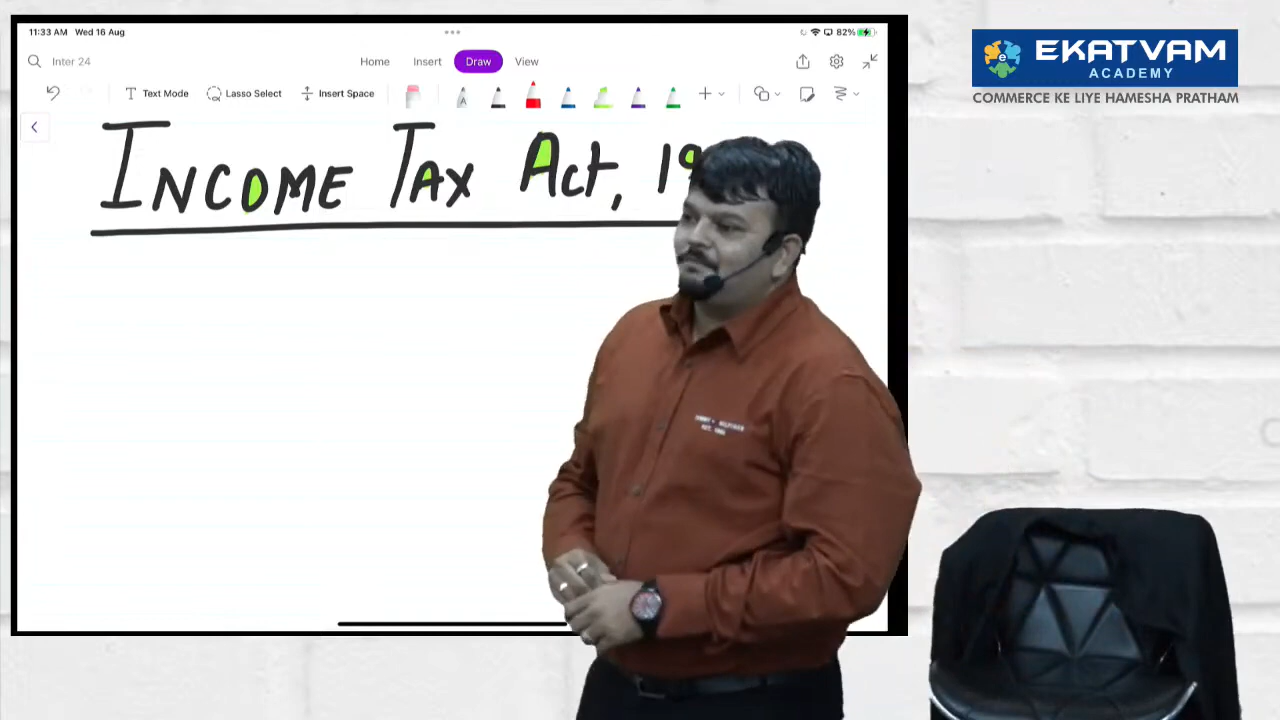 11:33 AM Wed 16 Aug
82%
Inter 24
Home Insert Draw View
Text Mode Lasso Select Insert Space
INCOME TAX Act, 19
EKATVAM
ACADEMY
COMMERCE KE LIYE HAMESHA PRATHAM